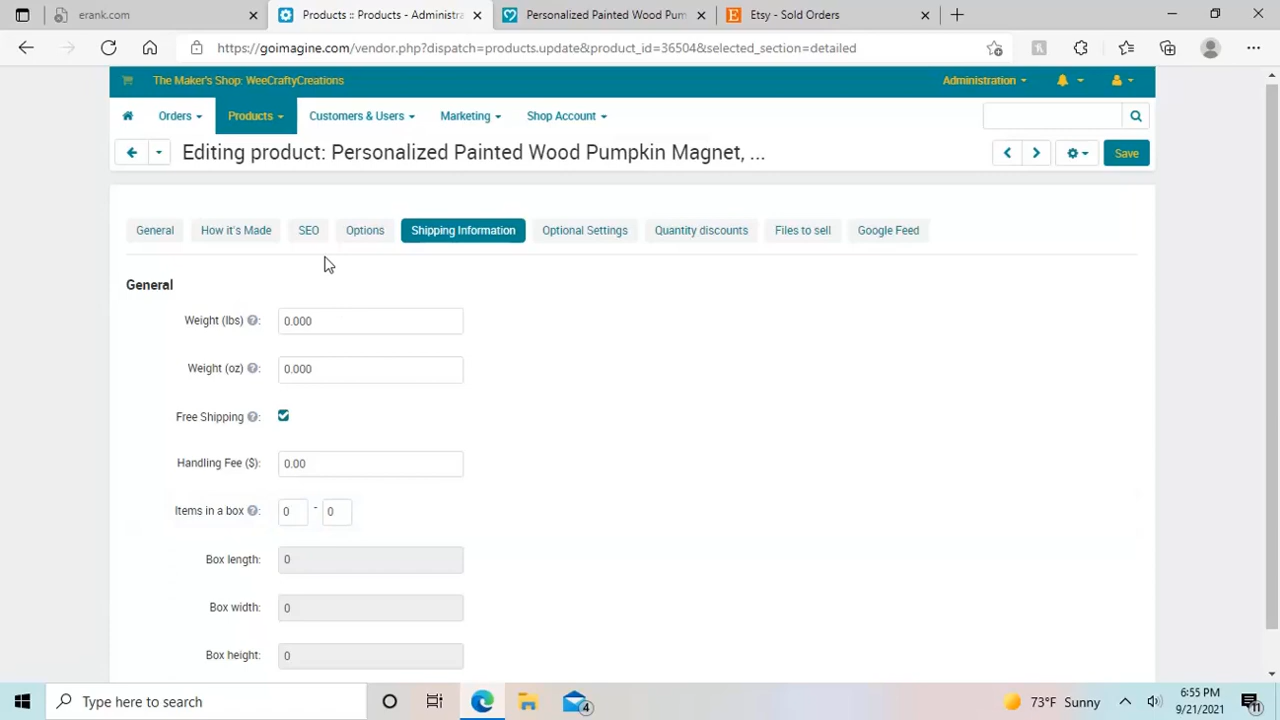 erank.com
Products :: Products - Administra
Personalized Painted Wood Pump
Etsy - Sold Orders
https://goimagine.com/vendor.php?dispatch=products.update&product_id=36504&selected_section=detailed
The Maker's Shop: WeeCraftyCreations
Administration
Orders
Products
Customers & Users
Marketing
Shop Account
Editing product: Personalized Painted Wood Pumpkin Magnet, ...
Save
General
How it's Made
SEO
Options
Shipping Information
Optional Settings
Quantity discounts
Files to sell
Google Feed
General
Weight (lbs) ?: 0.000
Weight (oz) ?: 0.000
Free Shipping ?:
Handling Fee ($): 0.00
Items in a box ?: 0 - 0
Box length: 0
Box width: 0
Box height: 0
Type here to search
4
73°F Sunny
6:55 PM
9/21/2021
11